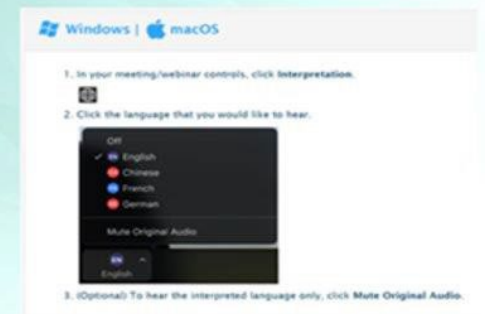 Windows | macOS
1. In your meeting/webinar controls, click Interpretation.
2. Click the language that you would like to hear.
Off
✓ EN English
Chinese
French
German
Mute Original Audio
EN
English
3. (Optional) To hear the interpreted language only, click Mute Original Audio.